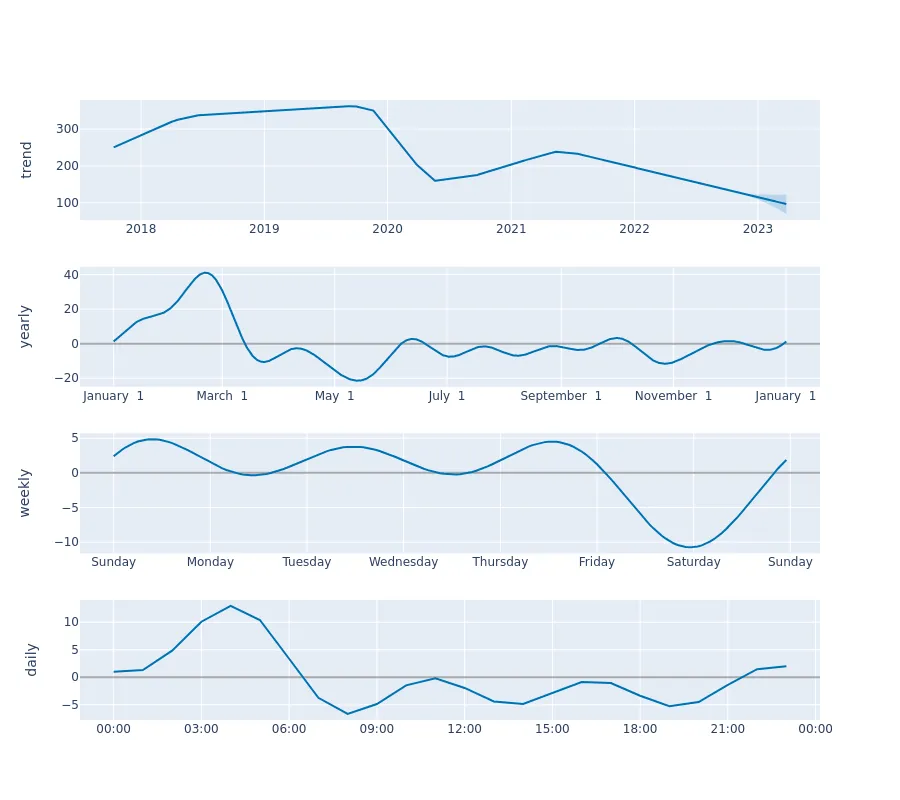 trend
300
200
100
2018 2019 2020 2021 2022 2023
yearly
40
20
0
−20
January 1 March 1 May 1 July 1 September 1 November 1 January 1
weekly
5
0
−5
−10
Sunday Monday Tuesday Wednesday Thursday Friday Saturday Sunday
daily
10
5
0
−5
00:00 03:00 06:00 09:00 12:00 15:00 18:00 21:00 00:00